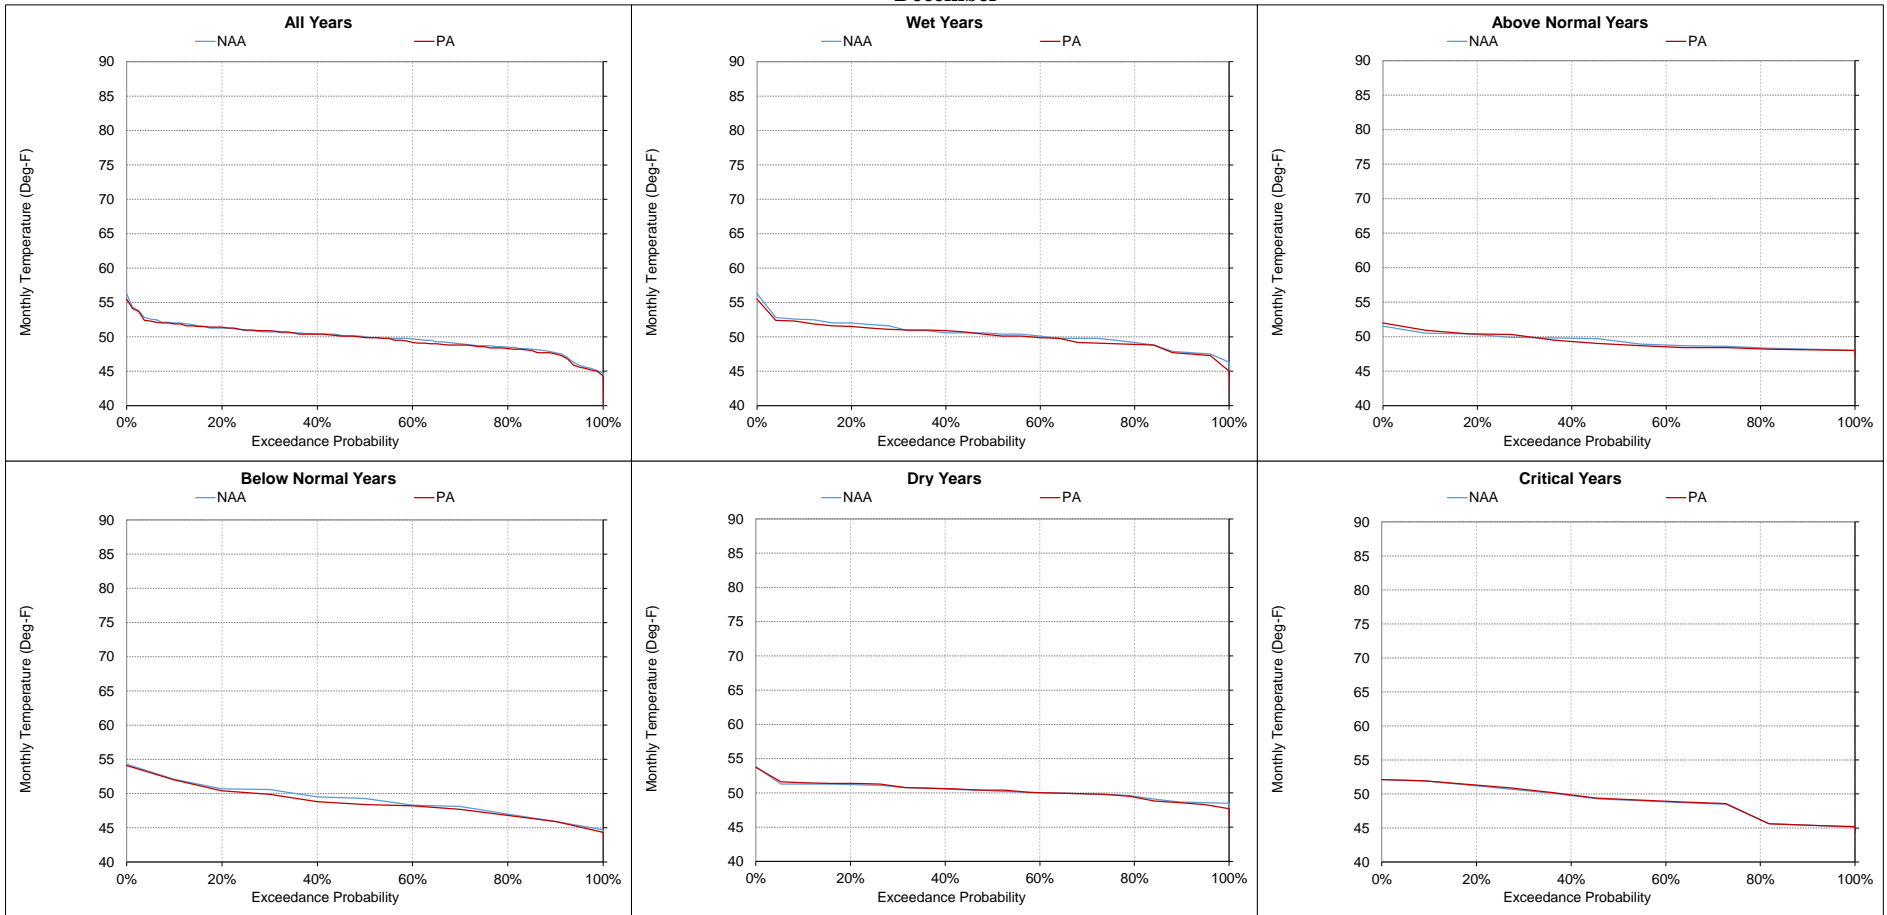 December
All Years
NAA PA
Monthly Temperature (Deg-F)
90
85
80
75
70
65
60
55
50
45
40
0% 20% 40% 60% 80% 100%
Exceedance Probability
Wet Years
NAA PA
Monthly Temperature (Deg-F)
90
85
80
75
70
65
60
55
50
45
40
0% 20% 40% 60% 80% 100%
Exceedance Probability
Above Normal Years
NAA PA
Monthly Temperature (Deg-F)
90
85
80
75
70
65
60
55
50
45
40
0% 20% 40% 60% 80% 100%
Exceedance Probability
Below Normal Years
NAA PA
Monthly Temperature (Deg-F)
90
85
80
75
70
65
60
55
50
45
40
0% 20% 40% 60% 80% 100%
Exceedance Probability
Dry Years
NAA PA
Monthly Temperature (Deg-F)
90
85
80
75
70
65
60
55
50
45
40
0% 20% 40% 60% 80% 100%
Exceedance Probability
Critical Years
NAA PA
Monthly Temperature (Deg-F)
90
85
80
75
70
65
60
55
50
45
40
0% 20% 40% 60% 80% 100%
Exceedance Probability